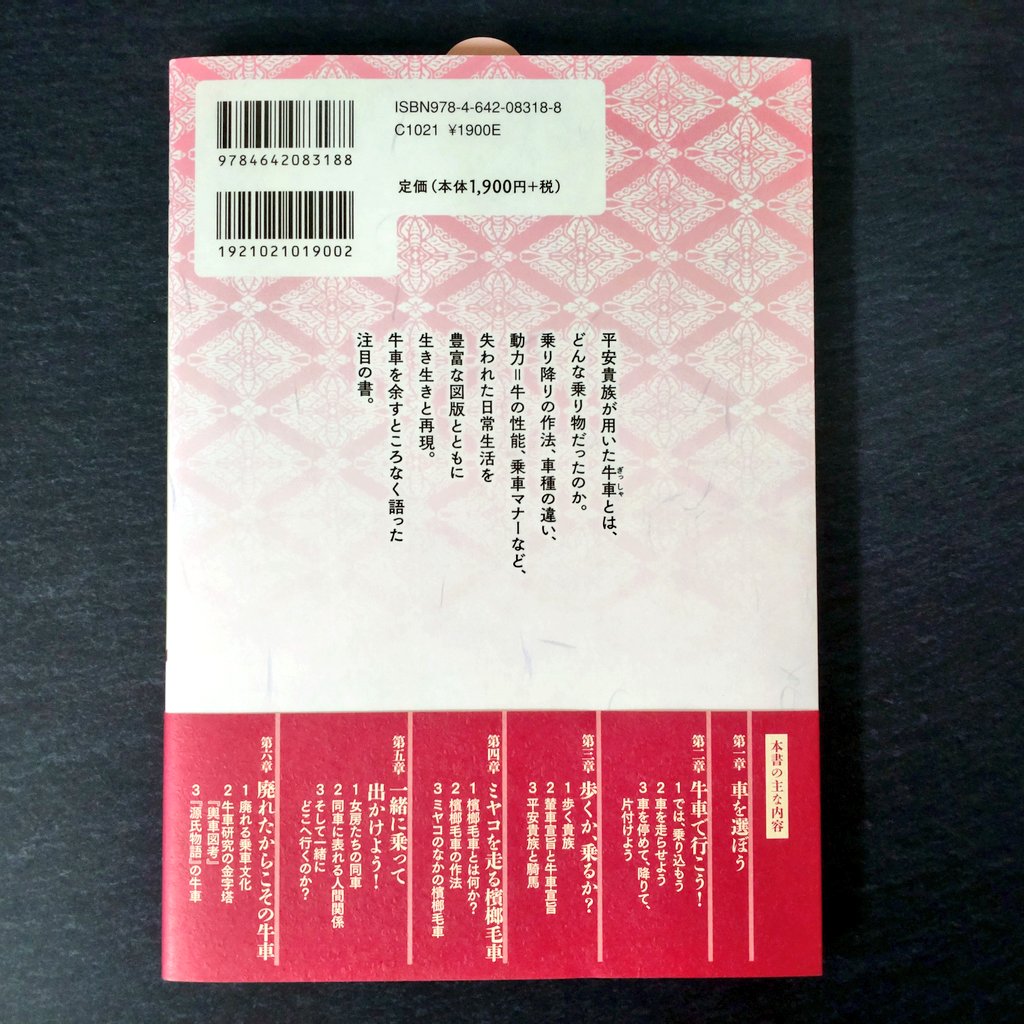 ISBN978-4-642-08318-8
C1021 ¥1900E
9784642083188
定価(本体1,900円+税)
1921021019002
平安貴族が用いた牛車とは、
ぎっしゃ
どんな乗り物だったのか。
乗り降りの作法、車種の違い、
動力=牛の性能、乗車マナーなど、
失われた日常生活を
豊富な図版とともに
生き生きと再現。
牛車を余すところなく語った
注目の書。
本書の主な内容
第一章 車を選ぼう
第二章 牛車で行こう!
1 では、乗り込もう
2 車を走らせよう
3 車を停めて、降りて、
片付けよう
第三章 歩くか、乗るか?
1 歩く貴族
2 輦車宣旨と牛車宣旨
3 平安貴族と騎馬
第四章 ミヤコを走る檳榔毛車
1 檳榔毛車とは何か?
2 檳榔毛車の作法
3 ミヤコのなかの檳榔毛車
第五章 一緒に乗って
出かけよう!
1 女房たちの同車
2 同車に表れる人間関係
3 そして一緒に
どこへ行くのか?
第六章 廃れたからこその牛車
1 廃れる乗車文化
2 牛車研究の金字塔
『輿車図考』
3 『源氏物語』の牛車